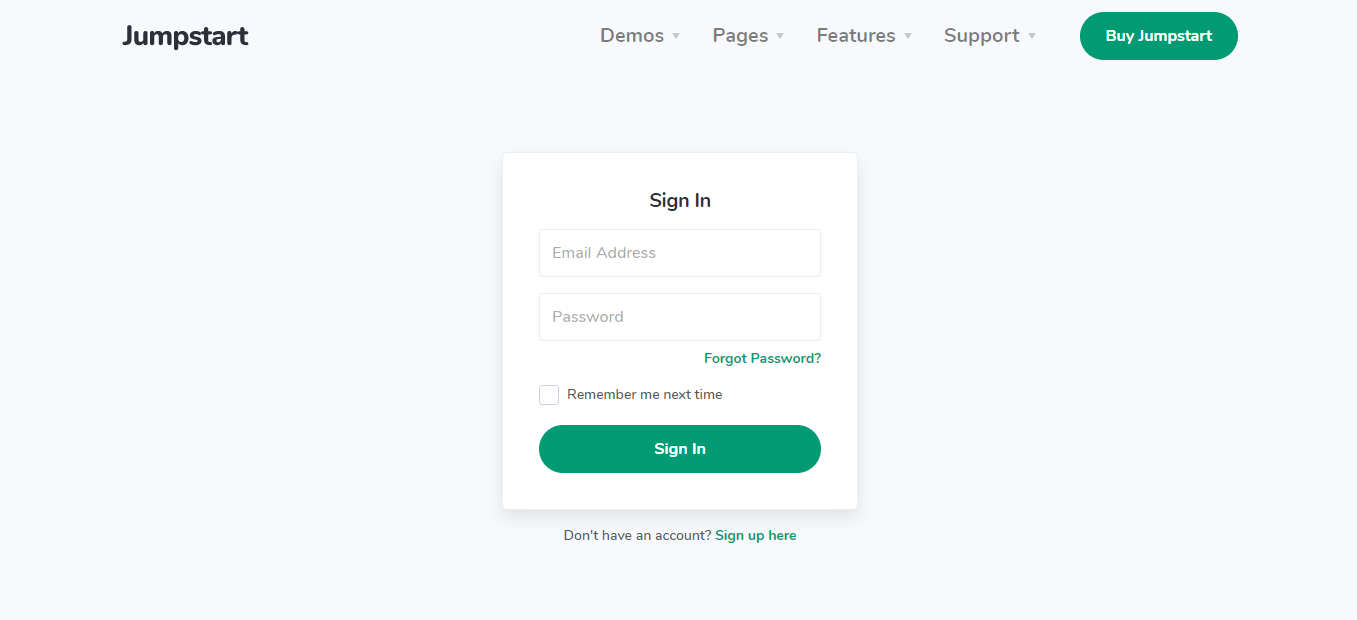 Jumpstart Demos Pages Features Support Buy Jumpstart
Sign In
Email Address
Password
Forgot Password?
Remember me next time
Sign In
Don't have an account? Sign up here